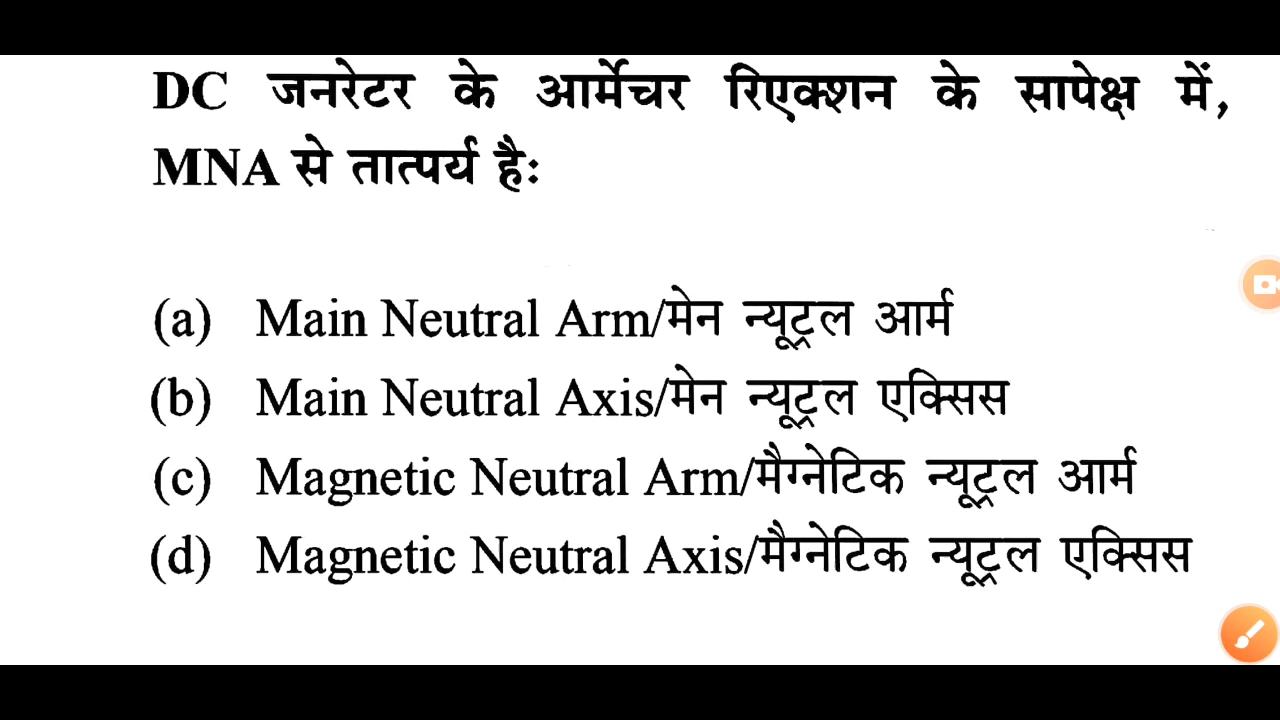 DC जनरेटर के आर्मेचर रिएक्शन के सापेक्ष में,
MNA से तात्पर्य हैः
(a) Main Neutral Arm/मेन न्यूट्रल आर्म
(b) Main Neutral Axis/मेन न्यूट्रल एक्सिस
(c) Magnetic Neutral Arm/मैग्नेटिक न्यूट्रल आर्म
(d) Magnetic Neutral Axis/मैग्नेटिक न्यूट्रल एक्सिस